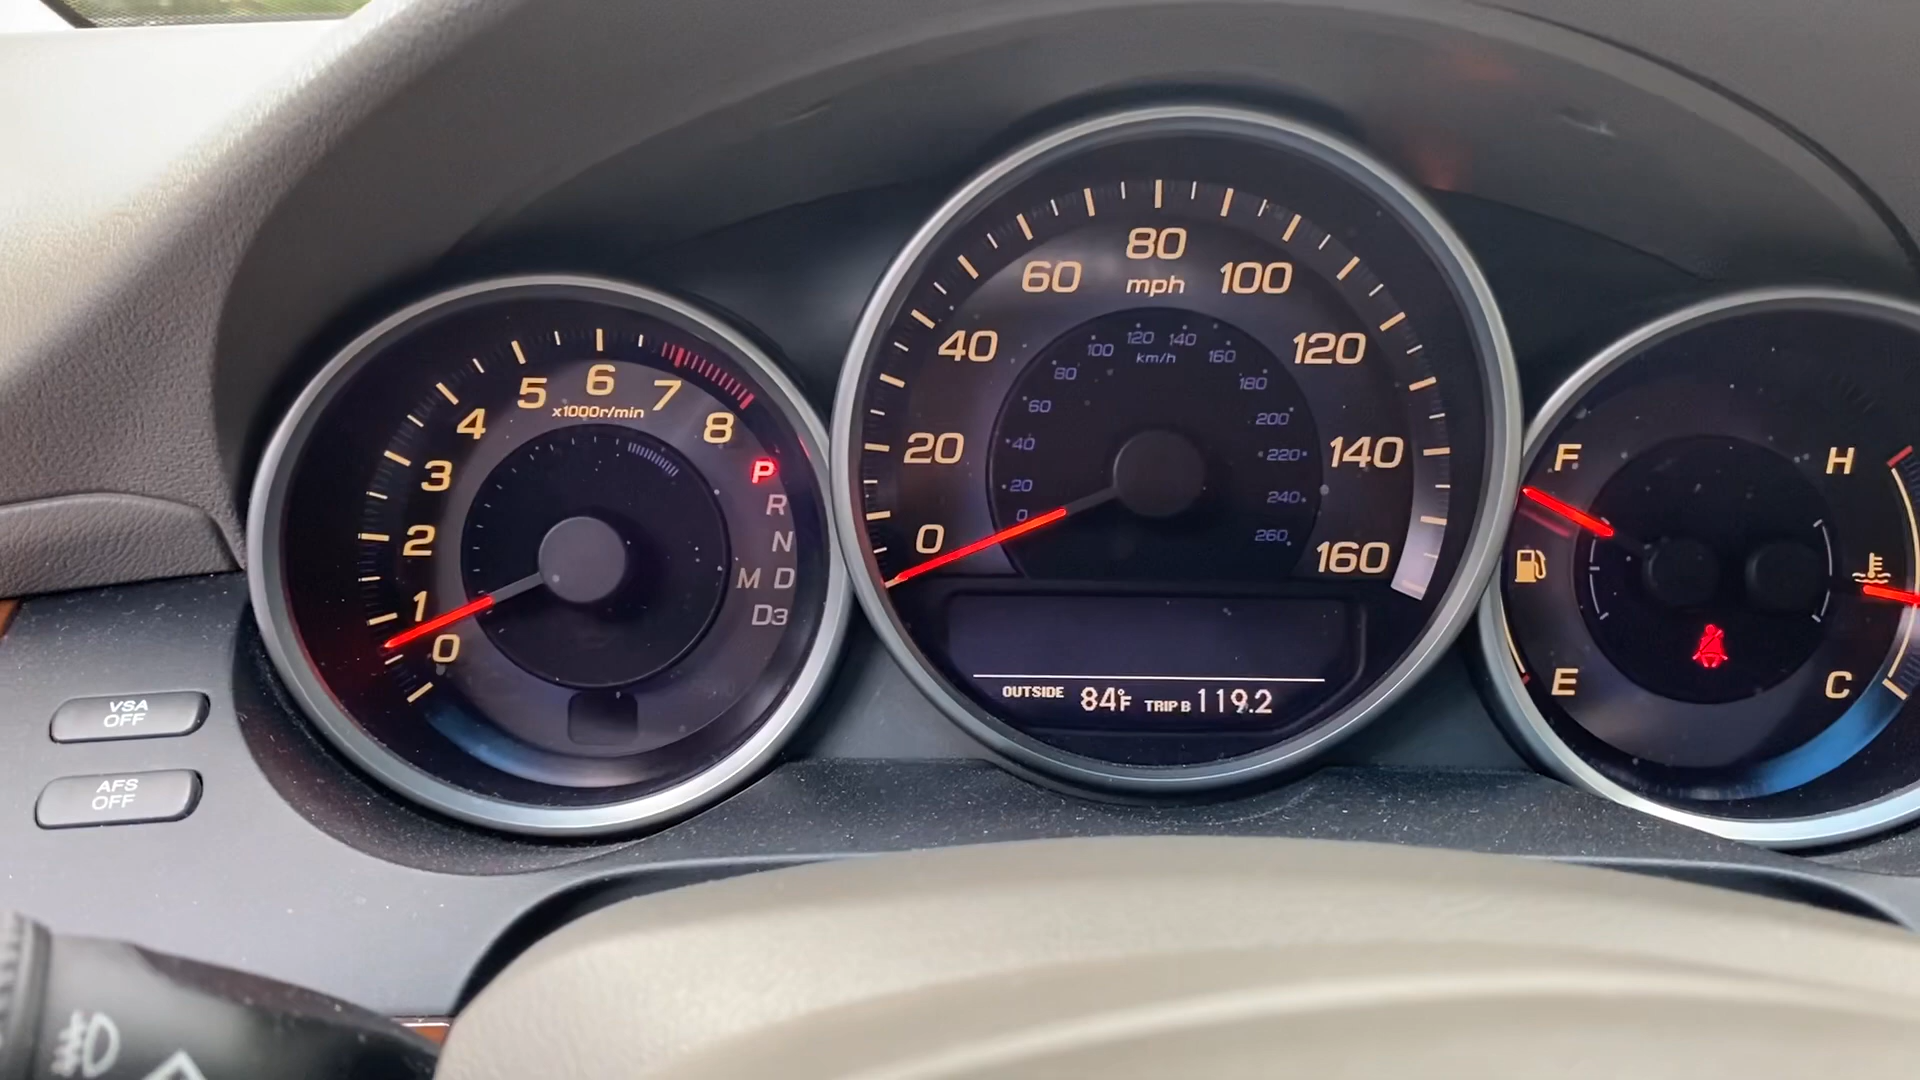 80
60 mph 100
40 120
20 140
0 160
100 120 140 160
km/h
80 180
60 200
40 220
20 240
0 260
5 6 7
x1000r/min
4 8
3
2
1
0
P
R
N
M D
D3
OUTSIDE 84°F TRIP B 119.2
F H
E C
VSA
OFF
AFS
OFF